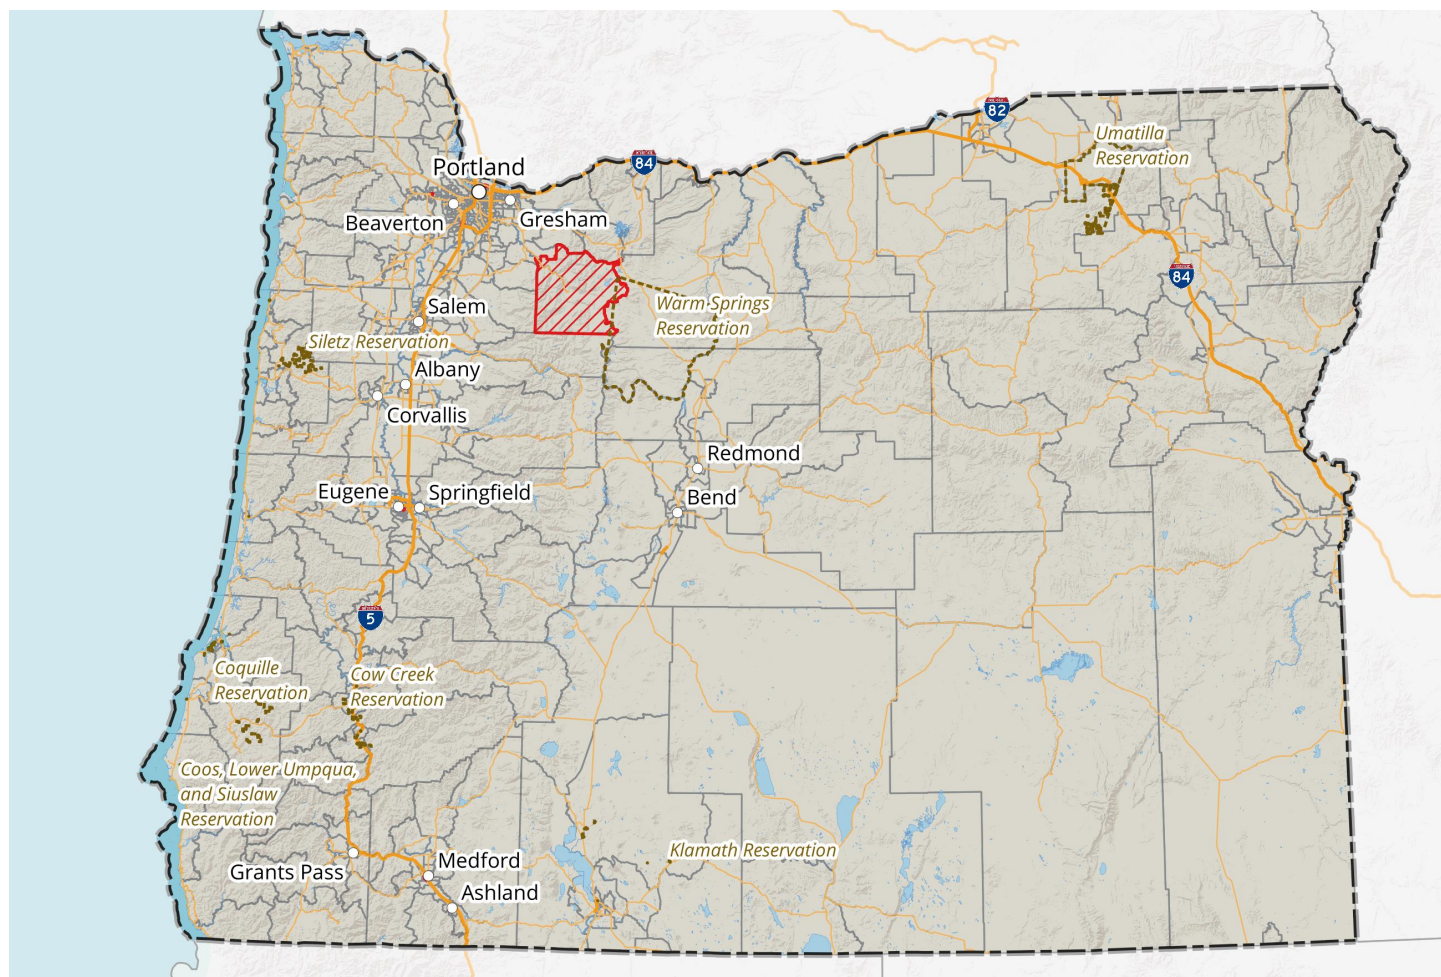 82
Umatilla
Reservation
84
Portland
Beaverton
Gresham
84
Warm Springs
Reservation
Salem
Siletz Reservation
Albany
Corvallis
Redmond
Eugene
Springfield
Bend
5
Coquille
Reservation
Cow Creek
Reservation
Coos, Lower Umpqua,
and Siuslaw
Reservation
Klamath Reservation
Grants Pass
Medford
Ashland